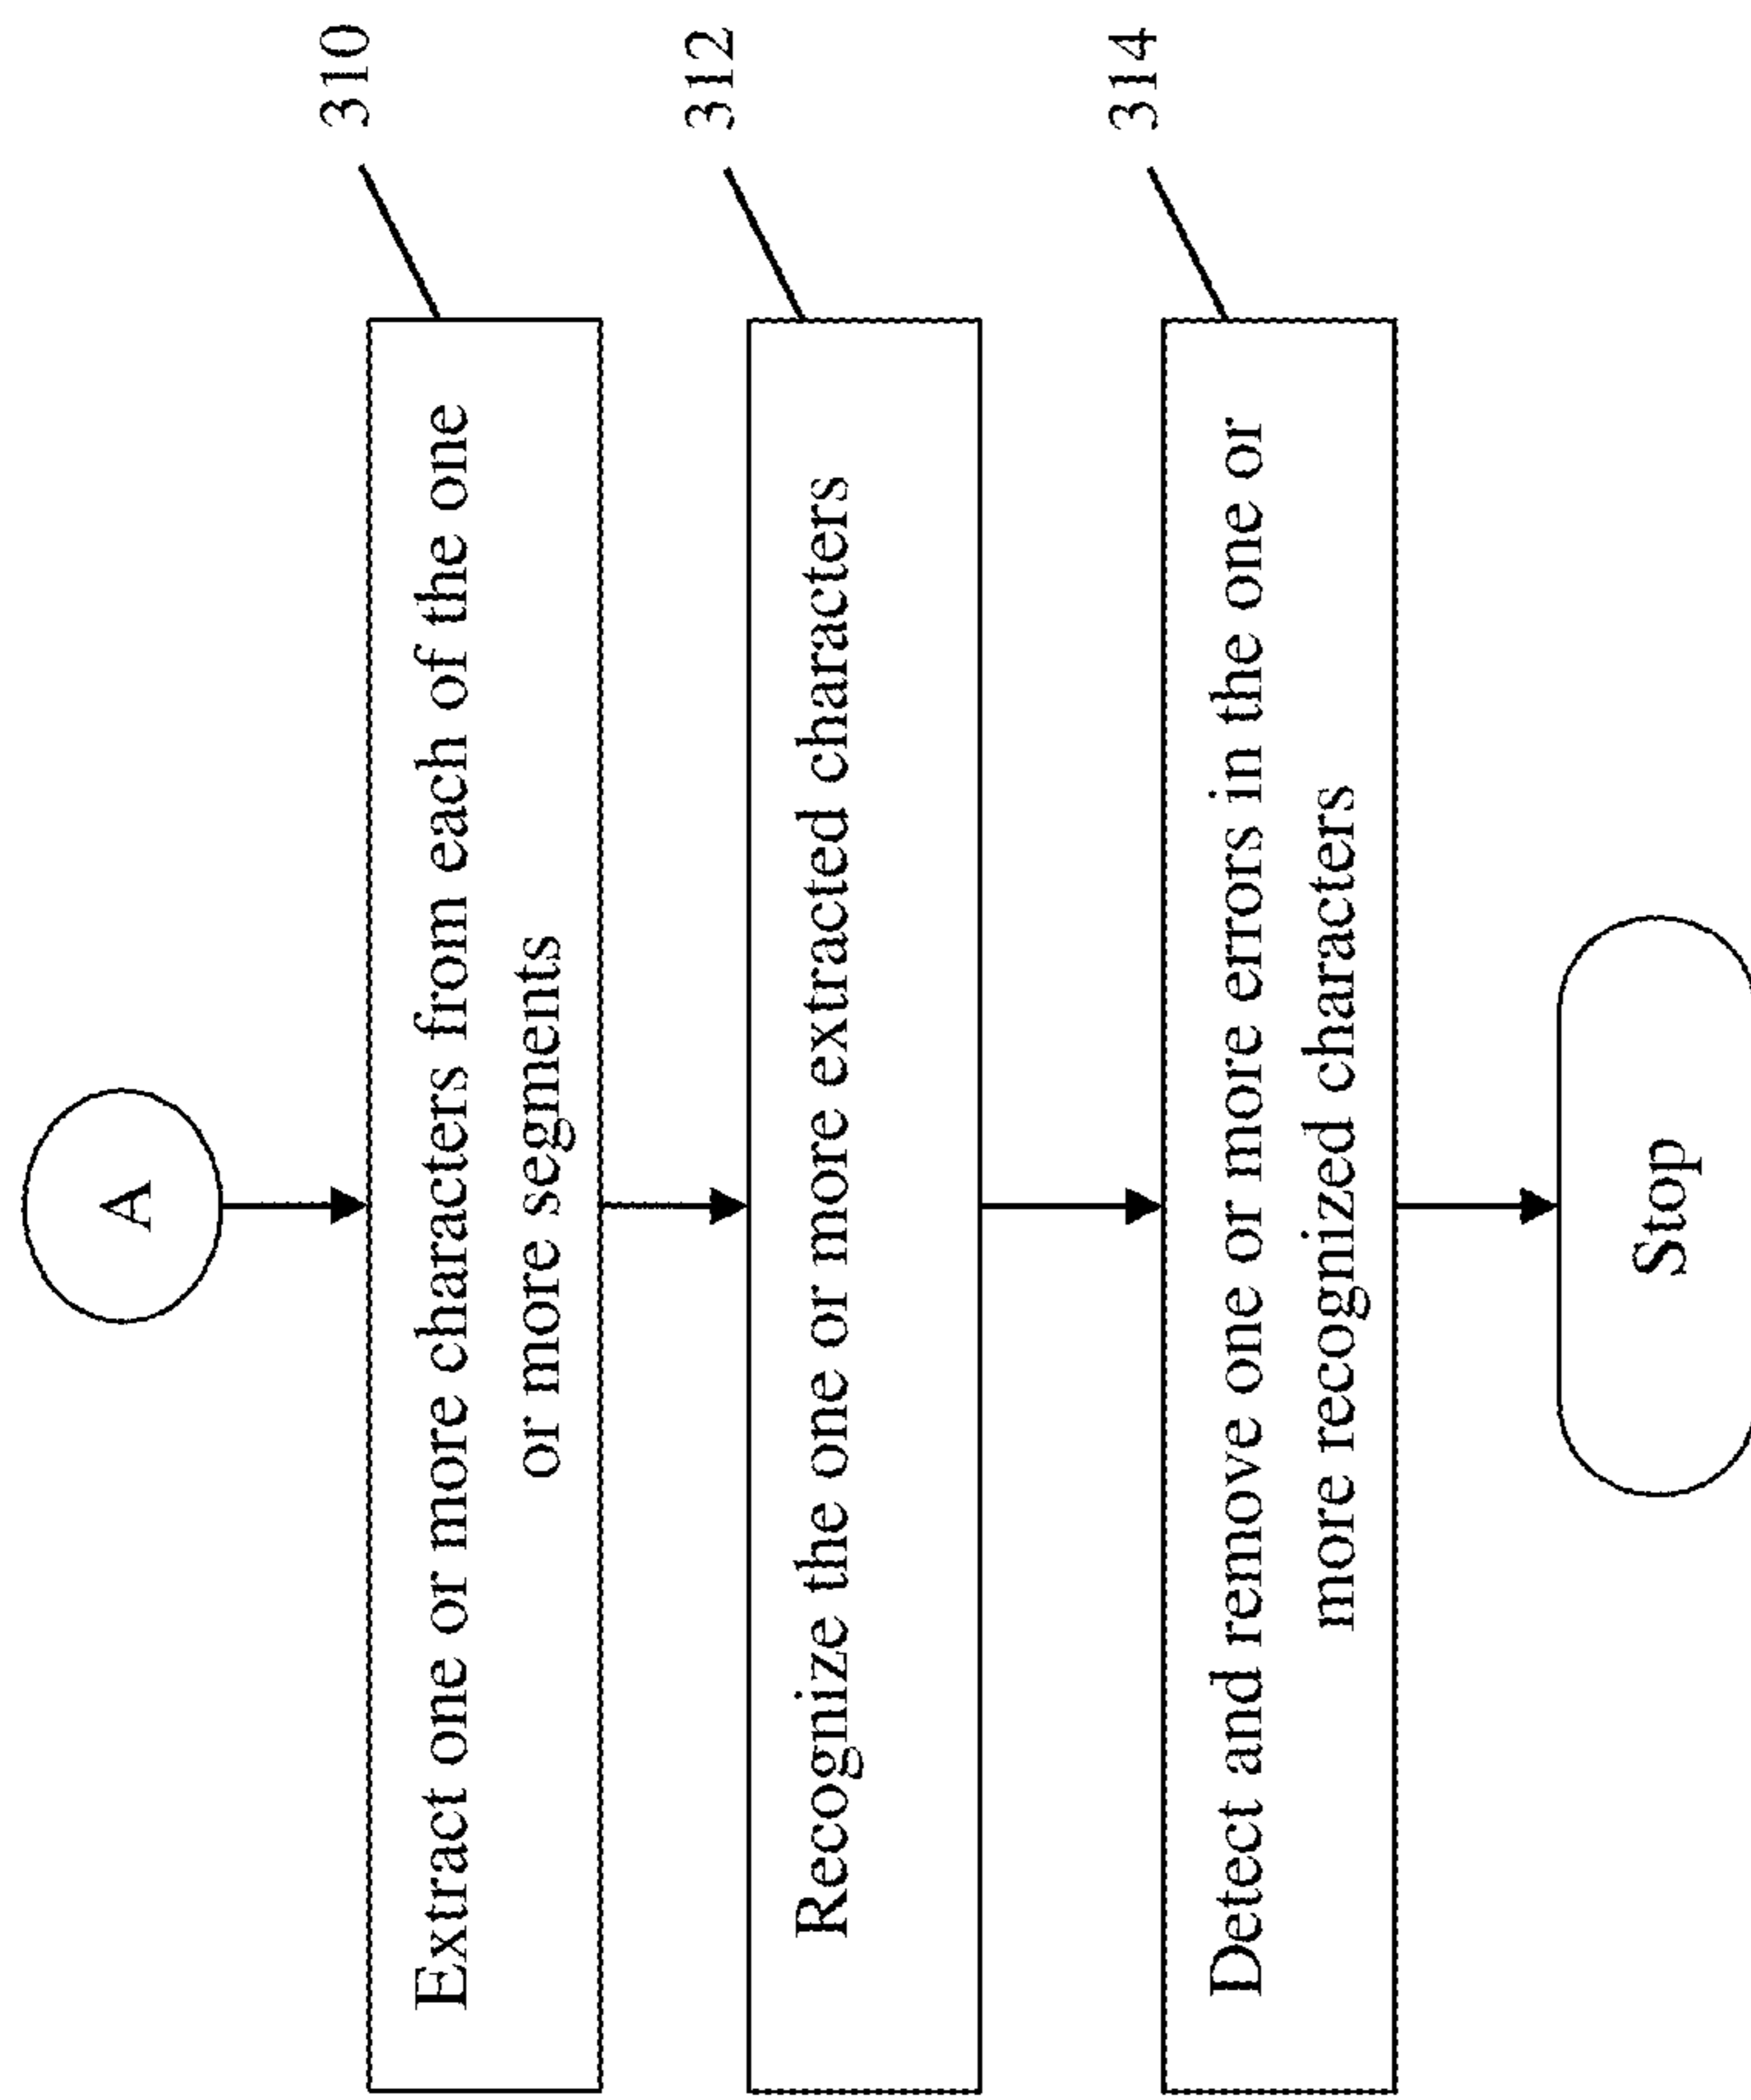 A
310
Extract one or more characters from each of the one
or more segments
312
Recognize the one or more extracted characters
314
Detect and remove one or more errors in the one or
more recognized characters
Stop